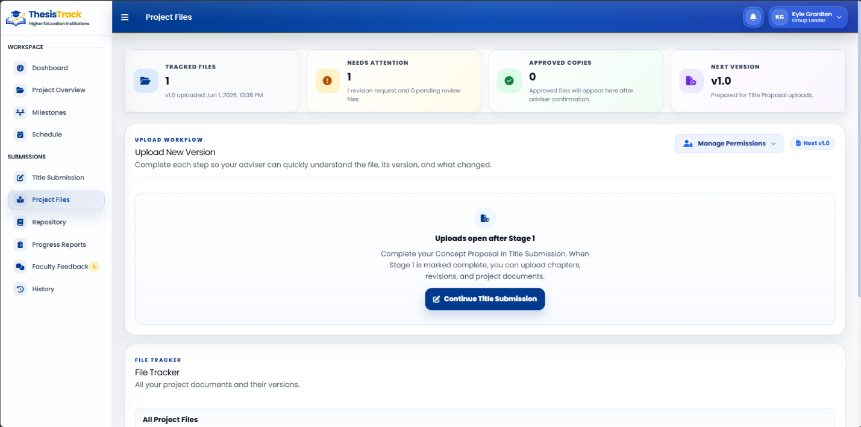 ThesisTrack
Higher Education Institutions
Project Files
KG
Kyle Graniten
Group Leader
WORKSPACE
Dashboard
Project Overview
Milestones
Schedule
SUBMISSIONS
Title Submission
Project Files
Repository
Progress Reports
Faculty Feedback
History
TRACKED FILES
1
v1.0 uploaded Jun 1, 2026, 10:36 PM
NEEDS ATTENTION
1
1 revision request and 0 pending review
files
APPROVED COPIES
0
Approved files will appear here after
adviser confirmation.
NEXT VERSION
v1.0
Prepared for Title Proposal uploads.
UPLOAD WORKFLOW
Upload New Version
Complete each step so your adviser can quickly understand the file, its version, and what changed.
Manage Permissions
Next v1.0
Uploads open after Stage 1
Complete your Concept Proposal in Title Submission. When
Stage 1 is marked complete, you can upload chapters,
revisions, and project documents.
Continue Title Submission
FILE TRACKER
File Tracker
All your project documents and their versions.
All Project Files